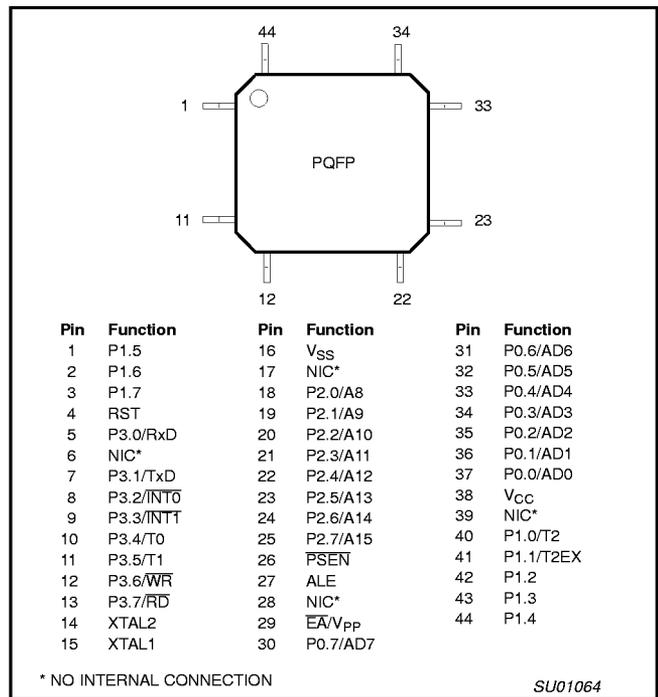 44 34
1 33
PQFP
11 23
12 22
Pin Function Pin Function Pin Function
1 P1.5 16 VSS 31 P0.6/AD6
2 P1.6 17 NIC* 32 P0.5/AD5
3 P1.7 18 P2.0/A8 33 P0.4/AD4
4 RST 19 P2.1/A9 34 P0.3/AD3
5 P3.0/RxD 20 P2.2/A10 35 P0.2/AD2
6 NIC* 21 P2.3/A11 36 P0.1/AD1
7 P3.1/TxD 22 P2.4/A12 37 P0.0/AD0
8 P3.2/I̅N̅T̅0̅ 23 P2.5/A13 38 VCC
9 P3.3/I̅N̅T̅1̅ 24 P2.6/A14 39 NIC*
10 P3.4/T0 25 P2.7/A15 40 P1.0/T2
11 P3.5/T1 26 P̅S̅E̅N̅ 41 P1.1/T2EX
12 P3.6/W̅R̅ 27 ALE 42 P1.2
13 P3.7/R̅D̅ 28 NIC* 43 P1.3
14 XTAL2 29 E̅A̅/VPP 44 P1.4
15 XTAL1 30 P0.7/AD7
* NO INTERNAL CONNECTION
SU01064